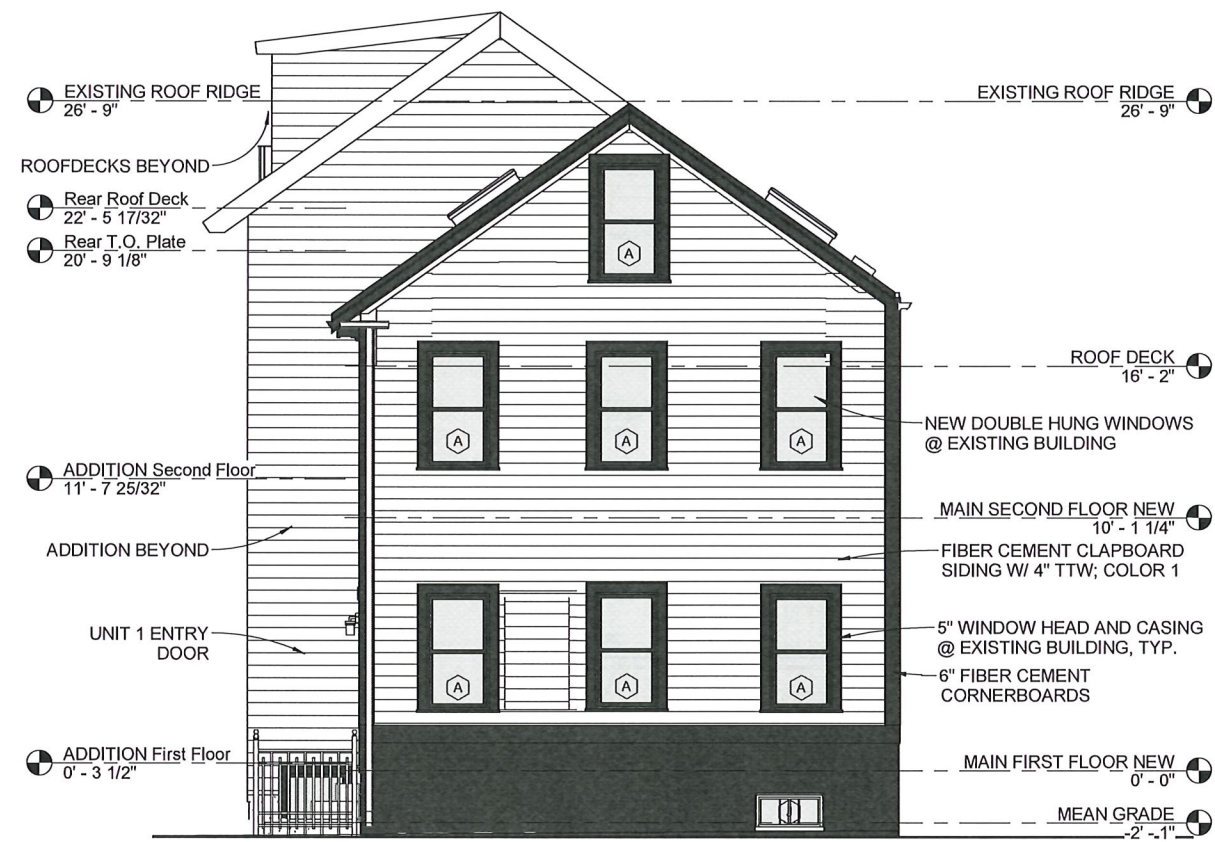 EXISTING ROOF RIDGE
26' - 9"
ROOFDECKS BEYOND
Rear Roof Deck
22' - 5 17/32"
Rear T.O. Plate
20' - 9 1/8"
ADDITION Second Floor
11' - 7 25/32"
ADDITION BEYOND
UNIT 1 ENTRY
DOOR
ADDITION First Floor
0' - 3 1/2"
A
A
A
A
A
A
A
EXISTING ROOF RIDGE
26' - 9"
ROOF DECK
16' - 2"
NEW DOUBLE HUNG WINDOWS
@ EXISTING BUILDING
MAIN SECOND FLOOR NEW
10' - 1 1/4"
FIBER CEMENT CLAPBOARD
SIDING W/ 4" TTW; COLOR 1
5" WINDOW HEAD AND CASING
@ EXISTING BUILDING, TYP.
6" FIBER CEMENT
CORNERBOARDS
MAIN FIRST FLOOR NEW
0' - 0"
MEAN GRADE
-2' - 1"